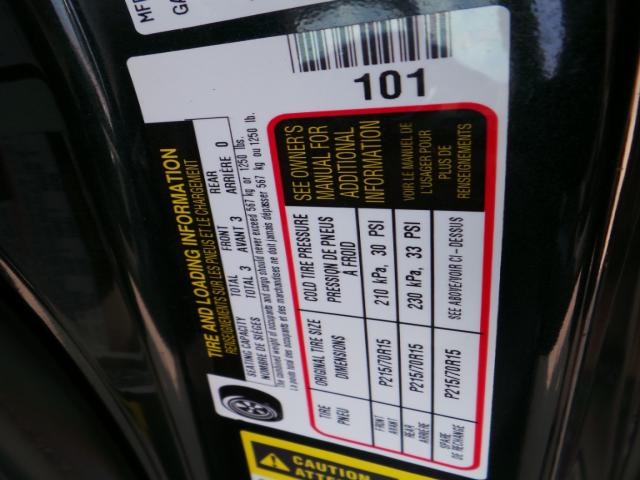 MFD
GA
101
TIRE AND LOADING INFORMATION
RENSEIGNEMENTS SUR LES PNEUS ET LE CHARGEMENT
SEATING CAPACITY TOTAL 3 FRONT 3 REAR 0
NOMBRE DE SIEGES TOTAL AVANT ARRIÈRE
The combined weight of occupants and cargo should never exceed 567 kg or 1250 lbs.
Le poids total des occupants et des marchandises ne doit jamais dépasser 567 kg ou 1250 lb.
TIRE ORIGINAL TIRE SIZE COLD TIRE PRESSURE SEE OWNER'S MANUAL FOR ADDITIONAL INFORMATION
PNEU DIMENSIONS PRESSION DE PNEUS A FROID
FRONT AVANT P215/70R15 210 kPa, 30 PSI VOIR LE MANUEL DE L'USAGER POUR PLUS DE RENSEIGNEMENTS
REAR ARRIÈRE P215/70R15 230 kPa, 33 PSI
SPARE DE RECHANGE P215/70R15 SEE ABOVE/VOIR CI - DESSUS
CAUTION